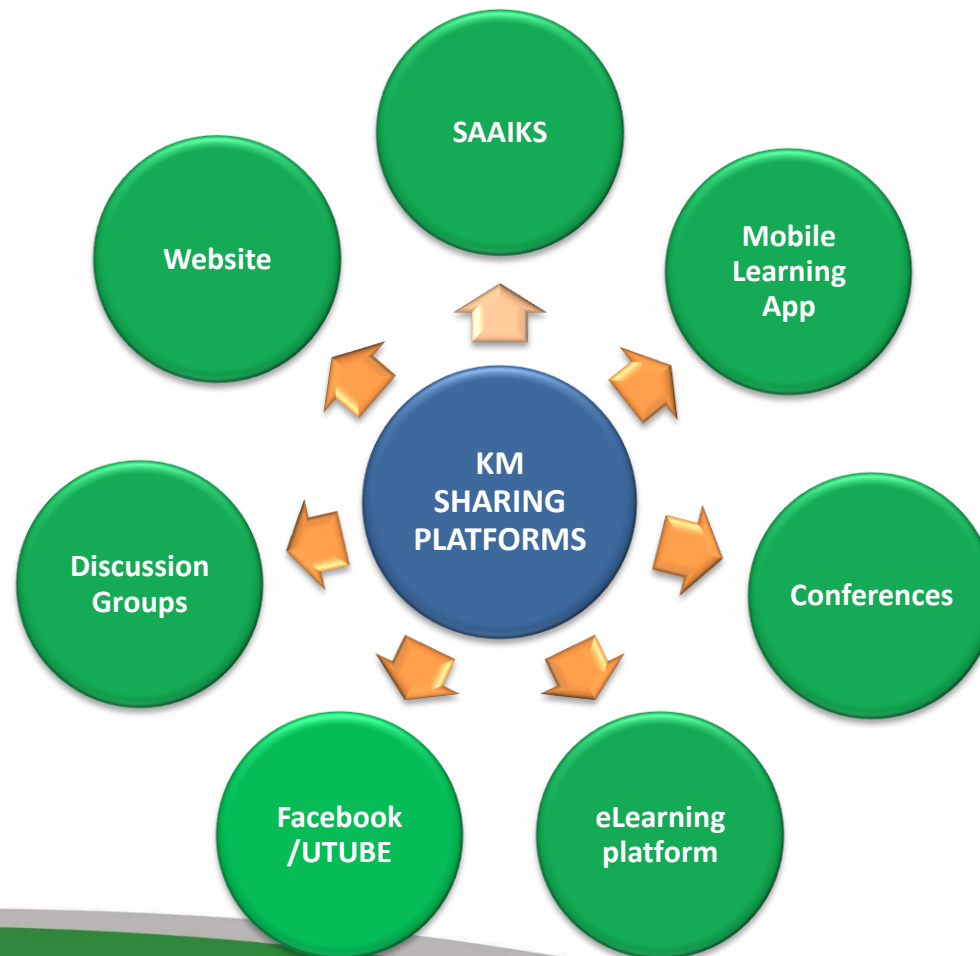 SAAIKS
Website
Mobile
Learning
App
KM
SHARING
PLATFORMS
Discussion
Groups
Conferences
Facebook
/UTUBE
eLearning
platform